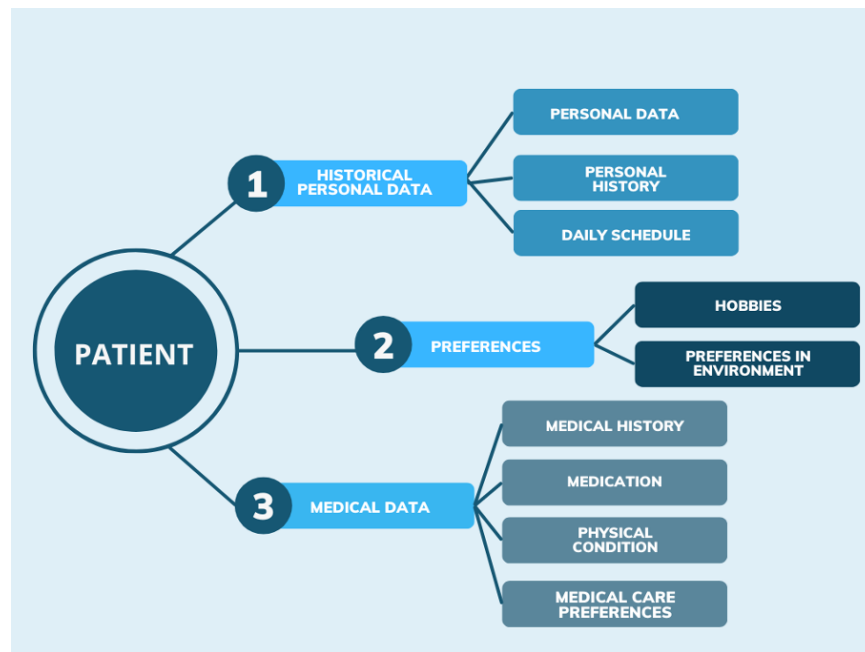 PATIENT
1
HISTORICAL
PERSONAL DATA
PERSONAL DATA
PERSONAL
HISTORY
DAILY SCHEDULE
2
PREFERENCES
HOBBIES
PREFERENCES IN
ENVIRONMENT
3
MEDICAL DATA
MEDICAL HISTORY
MEDICATION
PHYSICAL
CONDITION
MEDICAL CARE
PREFERENCES